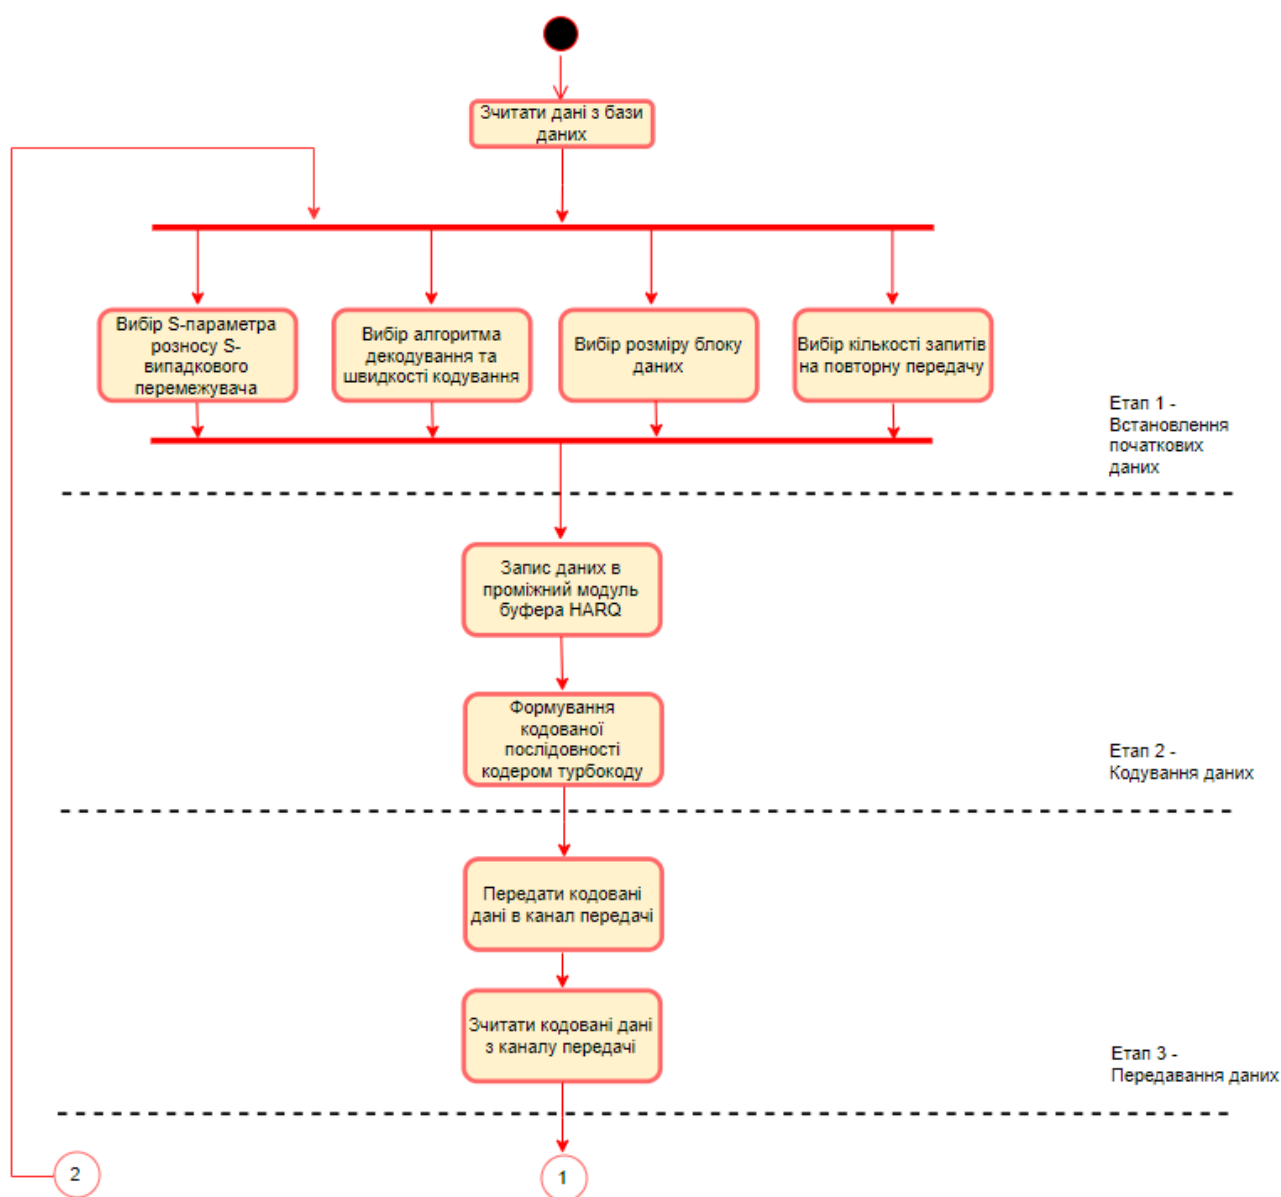 Зчитати дані з бази
даних
Вибір S-параметра
розносу S-
випадкового
перемежувача
Вибір алгоритма
декодування та
швидкості кодування
Вибір розміру блоку
даних
Вибір кількості запитів
на повторну передачу
Етап 1 -
Встановлення
початкових
даних
Запис даних в
проміжний модуль
буфера HARQ
Формування
кодованої
послідовності
кодером турбокоду
Етап 2 -
Кодування даних
Передати кодовані
дані в канал передачі
Зчитати кодовані дані
з каналу передачі
Етап 3 -
Передавання даних
2
1